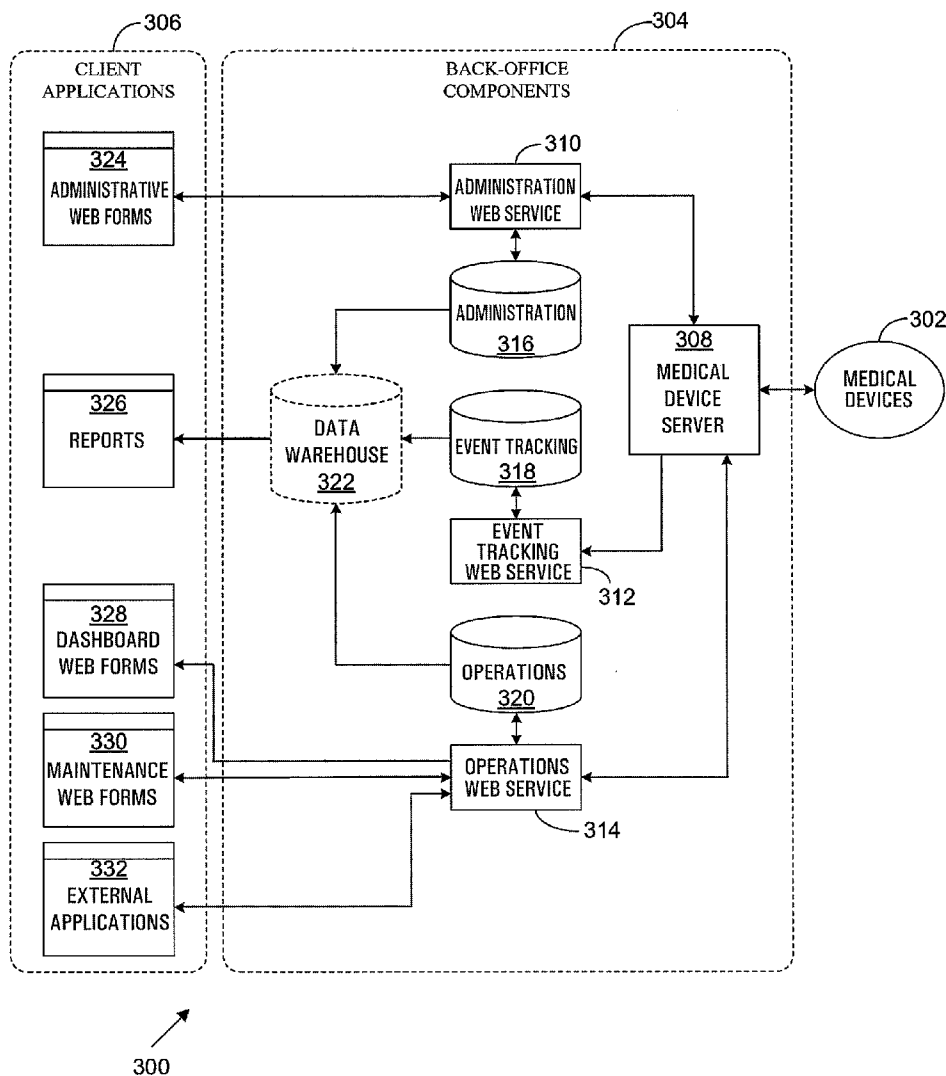 306
304
CLIENT
APPLICATIONS
BACK-OFFICE
COMPONENTS
324
ADMINISTRATIVE
WEB FORMS
310
ADMINISTRATION
WEB SERVICE
ADMINISTRATION
316
302
308
MEDICAL
DEVICE
SERVER
MEDICAL
DEVICES
326
REPORTS
DATA
WAREHOUSE
322
EVENT TRACKING
318
EVENT
TRACKING
WEB SERVICE
312
328
DASHBOARD
WEB FORMS
OPERATIONS
320
330
MAINTENANCE
WEB FORMS
OPERATIONS
WEB SERVICE
314
332
EXTERNAL
APPLICATIONS
300